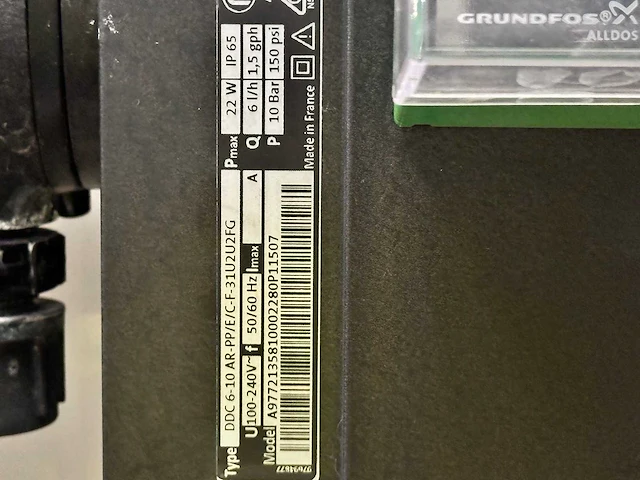 GRUNDFOS
ALLDOS
Type DDC 6-10 AR-PP/E/C-F-31U2U2FG
U 100-240V~ f 50/60 Hz Imax A
Model A9772135810002280P11507
Pmax 22 W IP 65
Q 6 l/h 1,5 gph
P 10 Bar 150 psi
Made in France